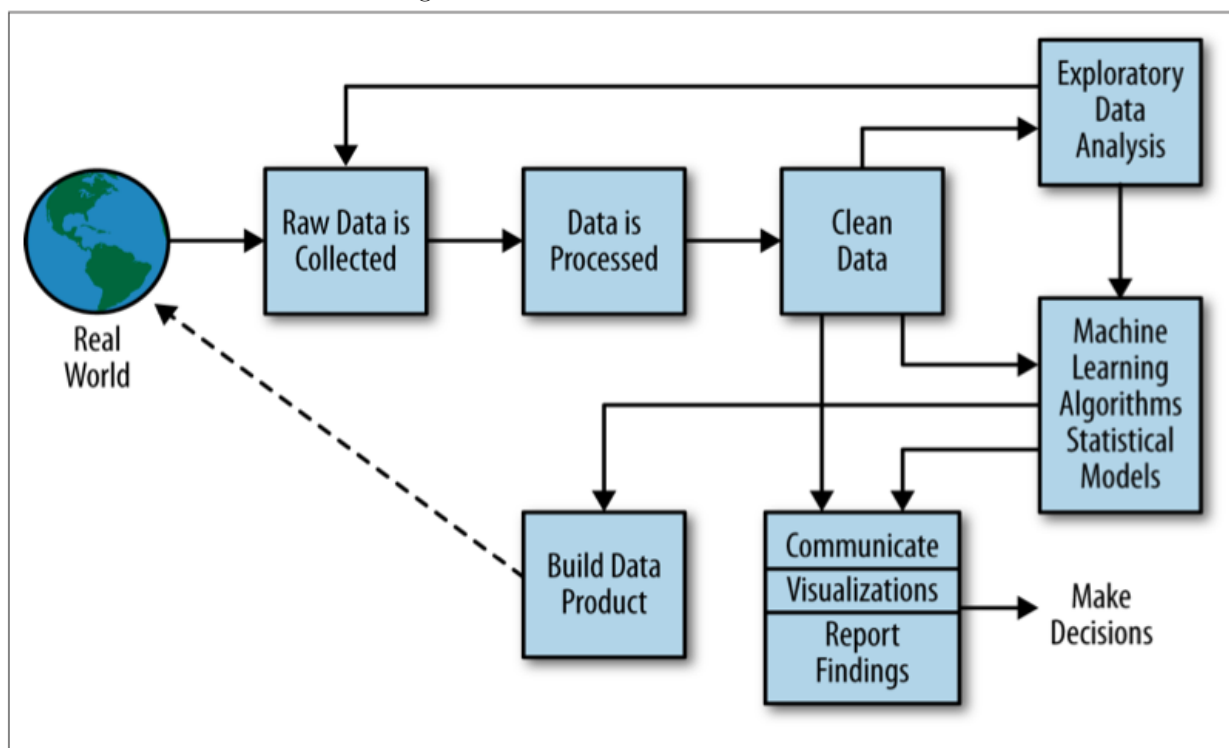 Exploratory
Data
Analysis
Raw Data is
Collected
Data is
Processed
Clean
Data
Real
World
Machine
Learning
Algorithms
Statistical
Models
Build Data
Product
Communicate
Visualizations
Report
Findings
Make
Decisions